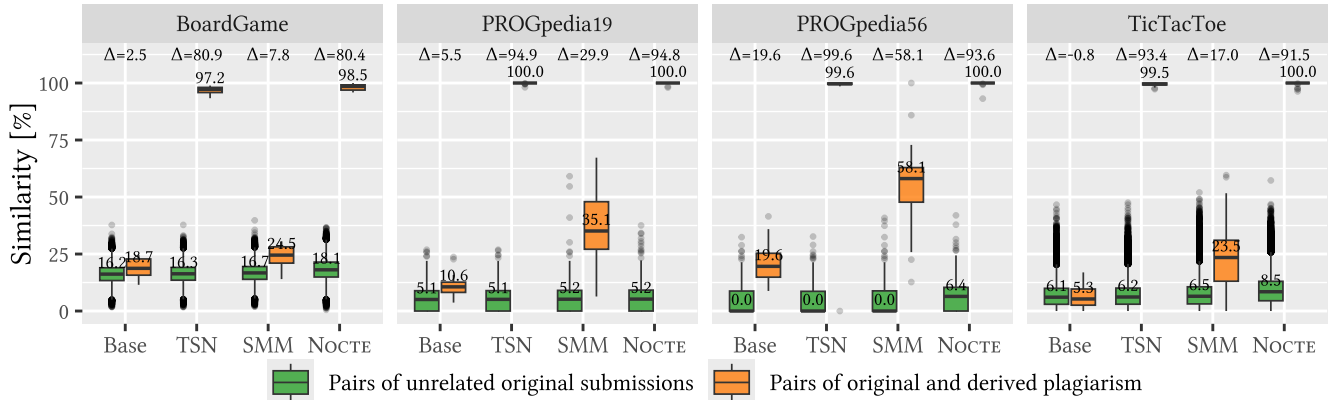 BoardGame PROGpedia19 PROGpedia56 TicTacToe
Δ=2.5 Δ=80.9 Δ=7.8 Δ=80.4 Δ=5.5 Δ=94.9 Δ=29.9 Δ=94.8 Δ=19.6 Δ=99.6 Δ=58.1 Δ=93.6 Δ=-0.8 Δ=93.4 Δ=17.0 Δ=91.5
97.2 98.5 100.0 100.0 99.6 100.0 99.5 100.0
Similarity [%]
100
75
50
25
0
16.2 18.7 16.3 16.7 24.5 18.1
5.1 10.6 5.1 5.2 35.1 5.2
0.0 19.6 0.0 0.0 58.1 6.4
6.1 5.3 6.2 6.5 23.5 8.5
Base TSN SMM NOCTE Base TSN SMM NOCTE Base TSN SMM NOCTE Base TSN SMM NOCTE
Pairs of unrelated original submissions Pairs of original and derived plagiarism